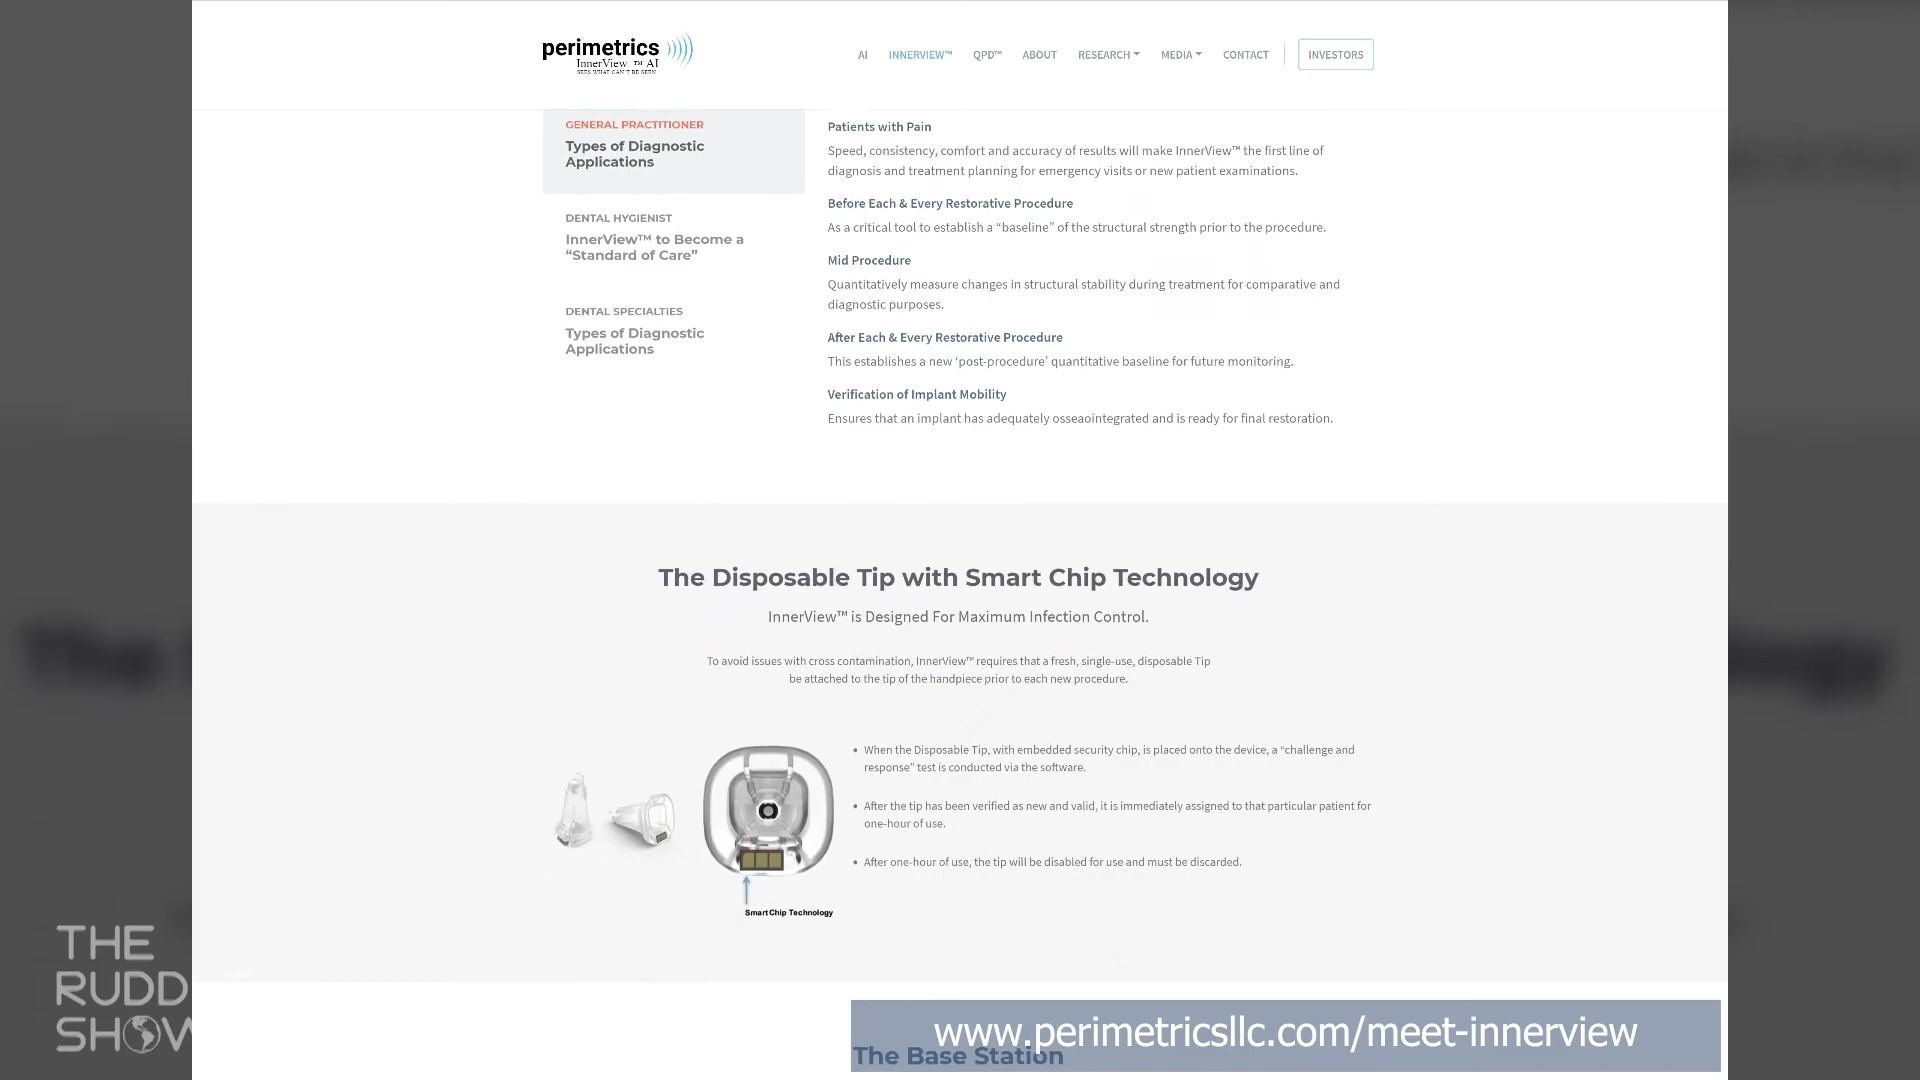 perimetrics
InnerView ™ AI
SEES WHAT CAN'T BE SEEN
AI
INNERVIEW™
QPD™
ABOUT
RESEARCH
MEDIA
CONTACT
INVESTORS
GENERAL PRACTITIONER
Types of Diagnostic
Applications
DENTAL HYGIENIST
InnerView™ to Become a
“Standard of Care”
DENTAL SPECIALTIES
Types of Diagnostic
Applications
Patients with Pain
Speed, consistency, comfort and accuracy of results will make InnerView™ the first line of
diagnosis and treatment planning for emergency visits or new patient examinations.
Before Each & Every Restorative Procedure
As a critical tool to establish a “baseline” of the structural strength prior to the procedure.
Mid Procedure
Quantitatively measure changes in structural stability during treatment for comparative and
diagnostic purposes.
After Each & Every Restorative Procedure
This establishes a new ‘post-procedure’ quantitative baseline for future monitoring.
Verification of Implant Mobility
Ensures that an implant has adequately osseaointegrated and is ready for final restoration.
The Disposable Tip with Smart Chip Technology
InnerView™ is Designed For Maximum Infection Control.
To avoid issues with cross contamination, InnerView™ requires that a fresh, single-use, disposable Tip
be attached to the tip of the handpiece prior to each new procedure.
• When the Disposable Tip, with embedded security chip, is placed onto the device, a “challenge and
response” test is conducted via the software.
• After the tip has been verified as new and valid, it is immediately assigned to that particular patient for
one-hour of use.
• After one-hour of use, the tip will be disabled for use and must be discarded.
Smart Chip Technology
THE
RUDD
SHOW
www.perimetricsllc.com/meet-innerview
The Base Station